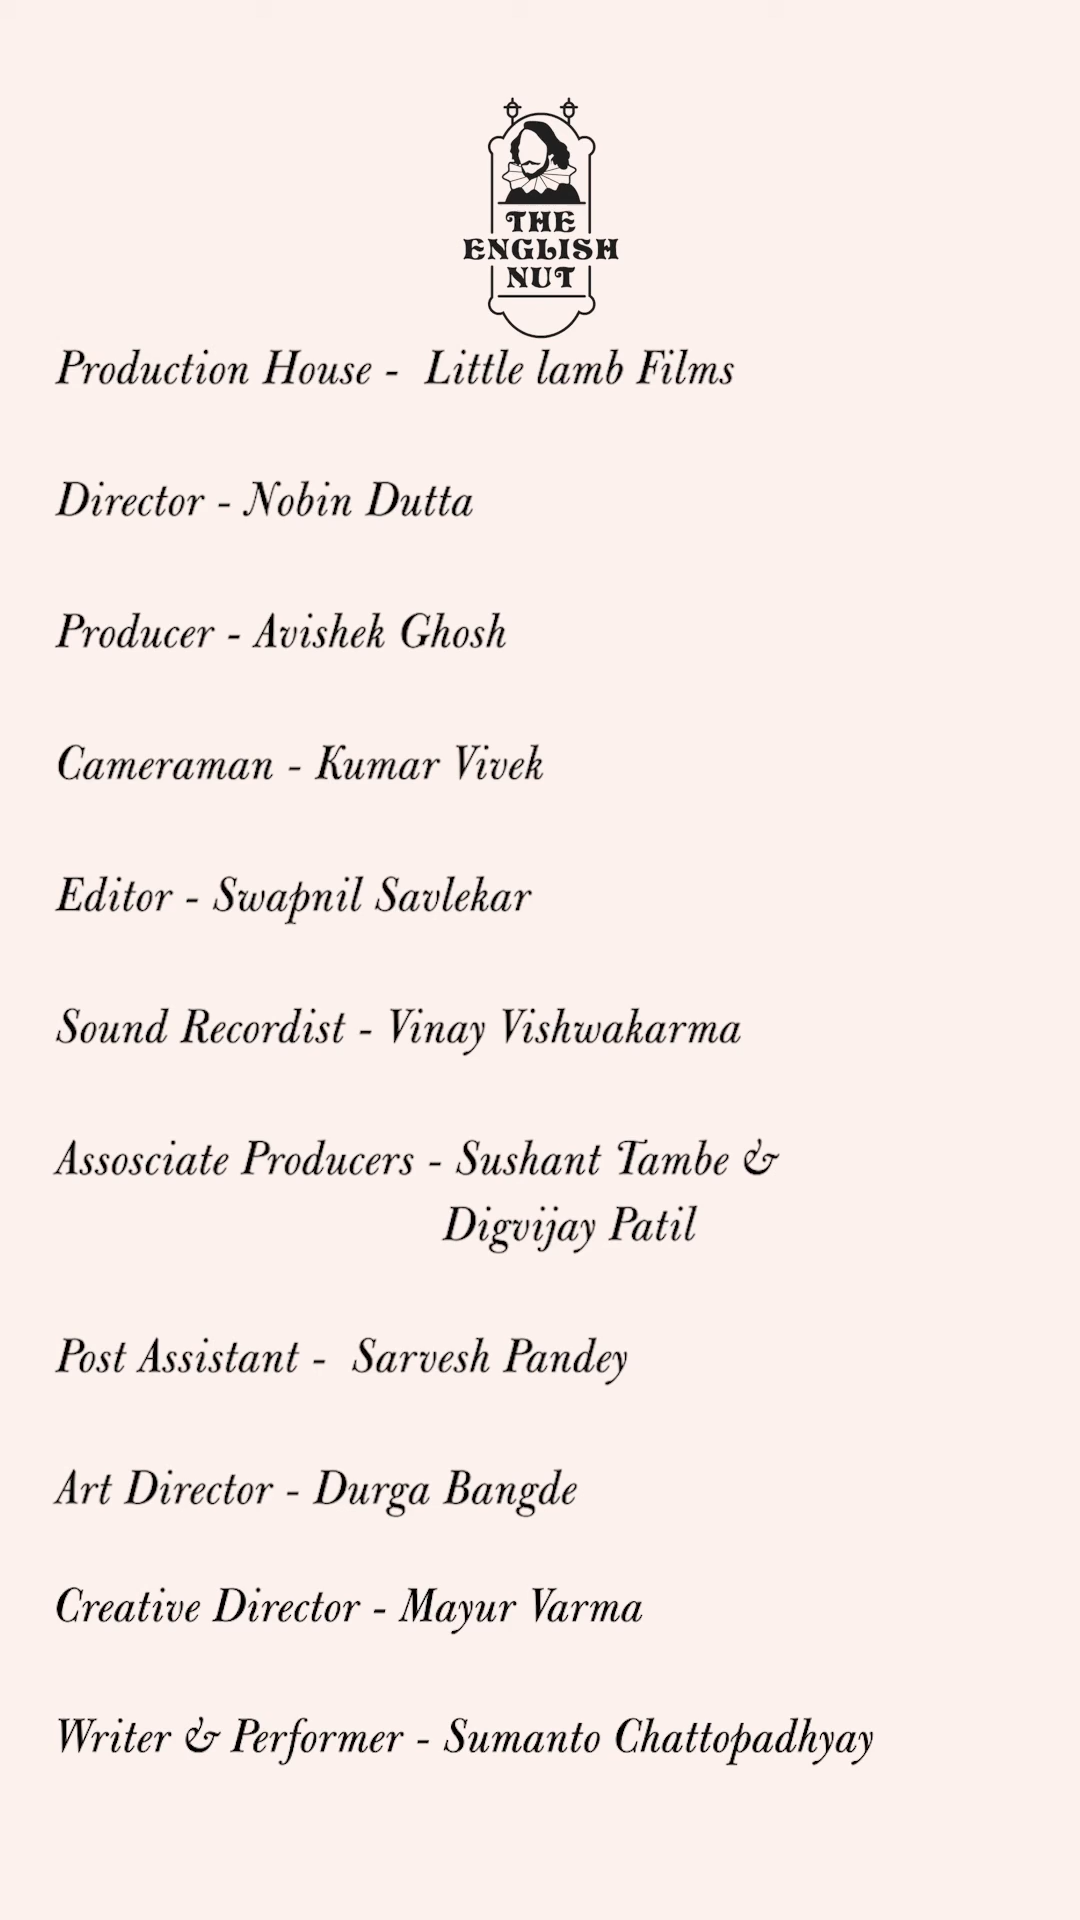 THE
ENGLISH
NUT
Production House - Little lamb Films
Director - Nobin Dutta
Producer - Avishek Ghosh
Cameraman - Kumar Vivek
Editor - Swapnil Savlekar
Sound Recordist - Vinay Vishwakarma
Assosciate Producers - Sushant Tambe &
Digvijay Patil
Post Assistant - Sarvesh Pandey
Art Director - Durga Bangde
Creative Director - Mayur Varma
Writer & Performer - Sumanto Chattopadhyay